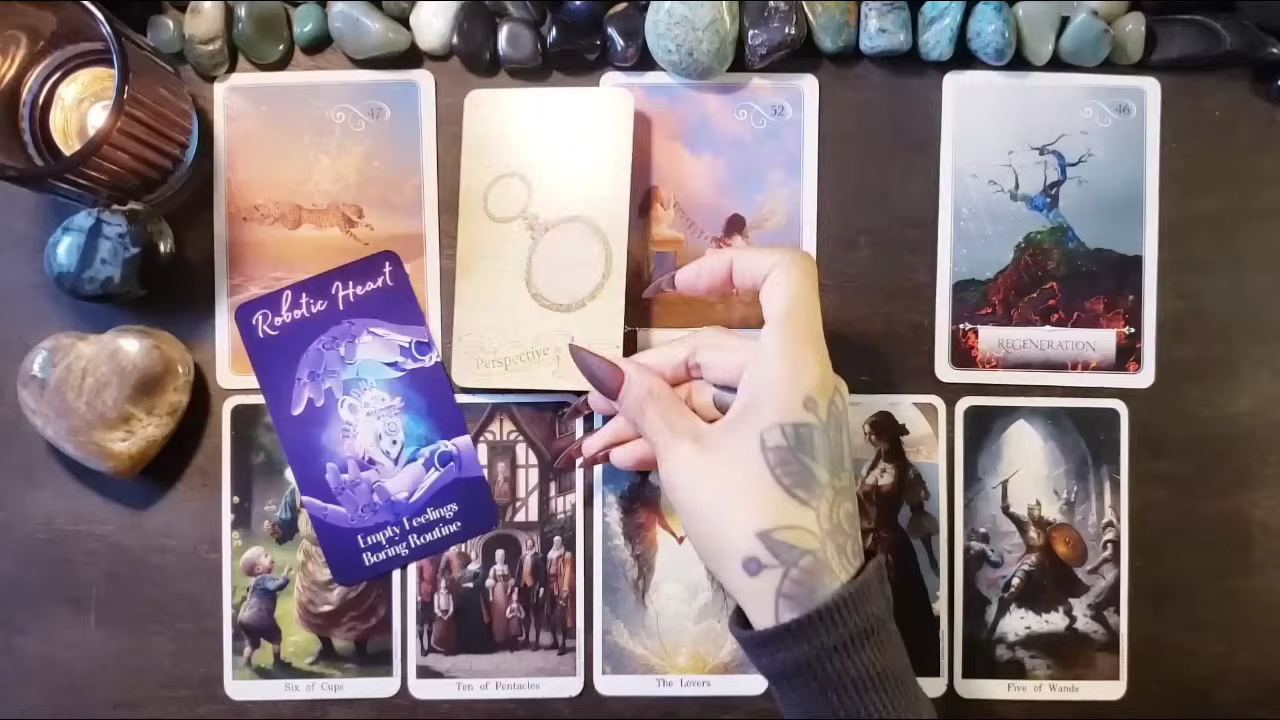 47
52
46
Robotic Heart
Perspective
REGENERATION
Empty Feelings
Boring Routine
Six of Cups
Ten of Pentacles
The Lovers
Five of Wands